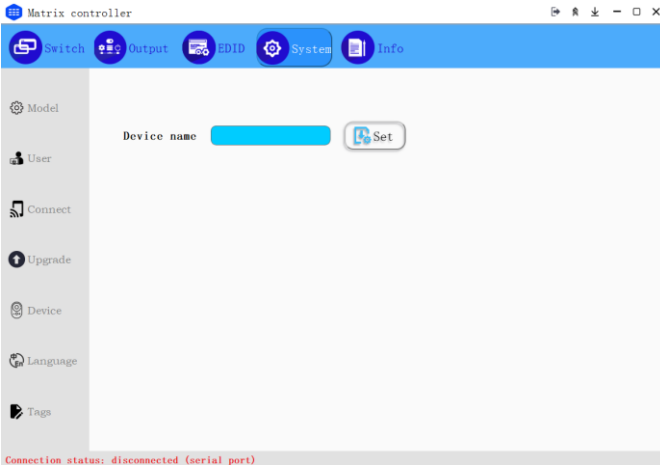 Matrix controller
Switch Output EDID System Info
Model
Device name Set
User
Connect
Upgrade
Device
Language
Tags
Connection status: disconnected (serial port)